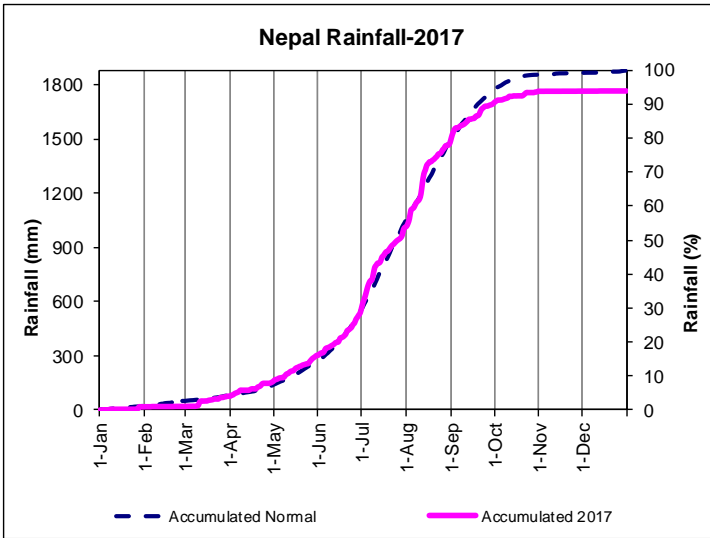 Nepal Rainfall-2017
Rainfall (mm)
1800
1500
1200
900
600
300
0
100
90
80
70
60
50
40
30
20
10
0
Rainfall (%)
1-Jan
1-Feb
1-Mar
1-Apr
1-May
1-Jun
1-Jul
1-Aug
1-Sep
1-Oct
1-Nov
1-Dec
Accumulated Normal
Accumulated 2017